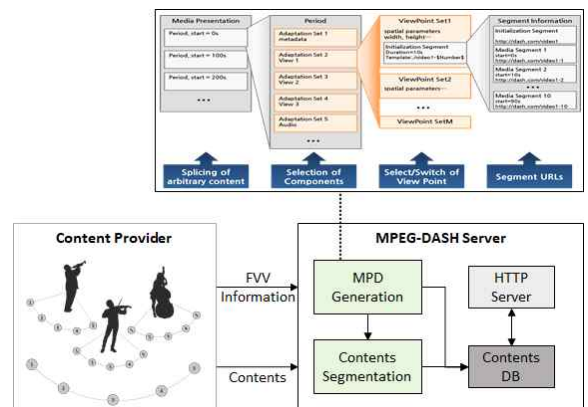 Media Presentation
Period, start = 0s
Period, start = 100s
Period, start = 200s
...
Splicing of
arbitrary content
Period
Adaptation Set 1
metadata
Adaptation Set 2
View 1
Adaptation Set 3
View 2
Adaptation Set 4
View 3
Adaptation Set 5
Audio
...
Selection of
Components
ViewPoint Set1
spatial parameters
width, height...
Initialization Segment
Duration=10s
Template:./video1-$Number$
ViewPoint Set2
spatial parameters...
...
ViewPoint SetM
Select/Switch of
View Point
Segment Information
Initialization Segment
http://dash.com/video1
Media Segment 1
start=0s
http://dash.com/video1-1
Media Segment 2
start=10s
http://dash.com/video1-2
...
Media Segment 10
start=90s
http://dash.com/video1-10
Segment URLs
Content Provider
FVV
Information
Contents
MPEG-DASH Server
MPD
Generation
Contents
Segmentation
HTTP
Server
Contents
DB